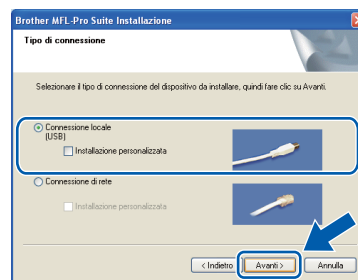 Brother MFL-Pro Suite Installazione
Tipo di connessione
Selezionare il tipo di connessione del dispositivo da installare, quindi fare clic su Avanti.
Connessione locale
(USB)
Installazione personalizzata
Connessione di rete
Installazione personalizzata
< Indietro
Avanti >
Annulla